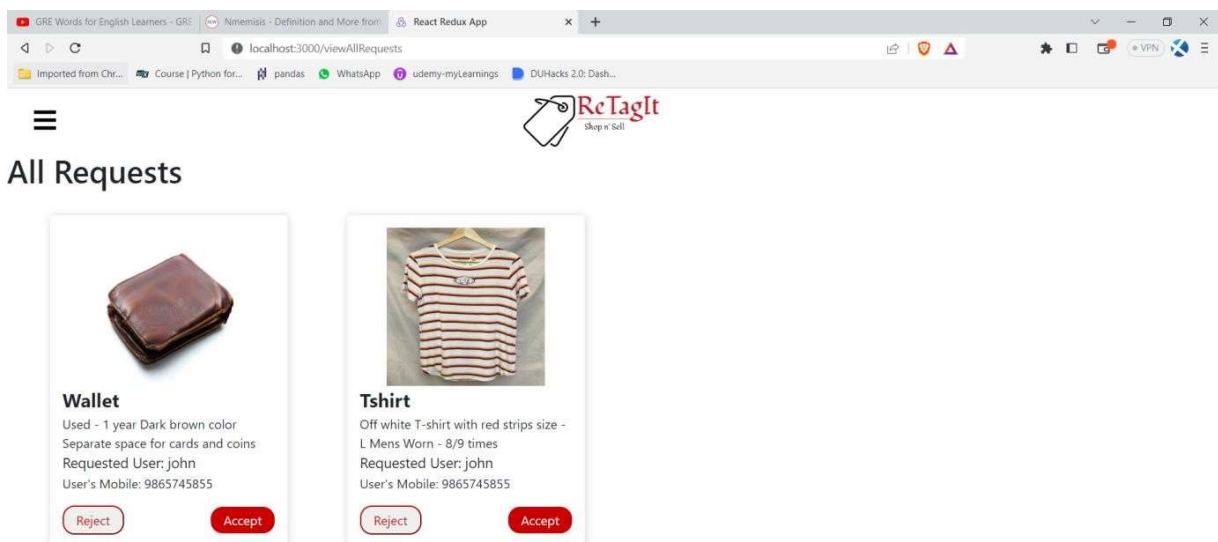 GRE Words for English Learners - GRE
Nmemisis - Definition and More from
React Redux App
localhost:3000/viewAllRequests
VPN
Imported from Chr...
Course | Python for...
pandas
WhatsApp
udemy-myLearnings
DUHacks 2.0: Dash...
ReTagIt
Shop n' Sell
All Requests
Wallet
Used - 1 year Dark brown color
Separate space for cards and coins
Requested User: john
User's Mobile: 9865745855
Reject
Accept
Tshirt
Off white T-shirt with red strips size -
L Mens Worn - 8/9 times
Requested User: john
User's Mobile: 9865745855
Reject
Accept